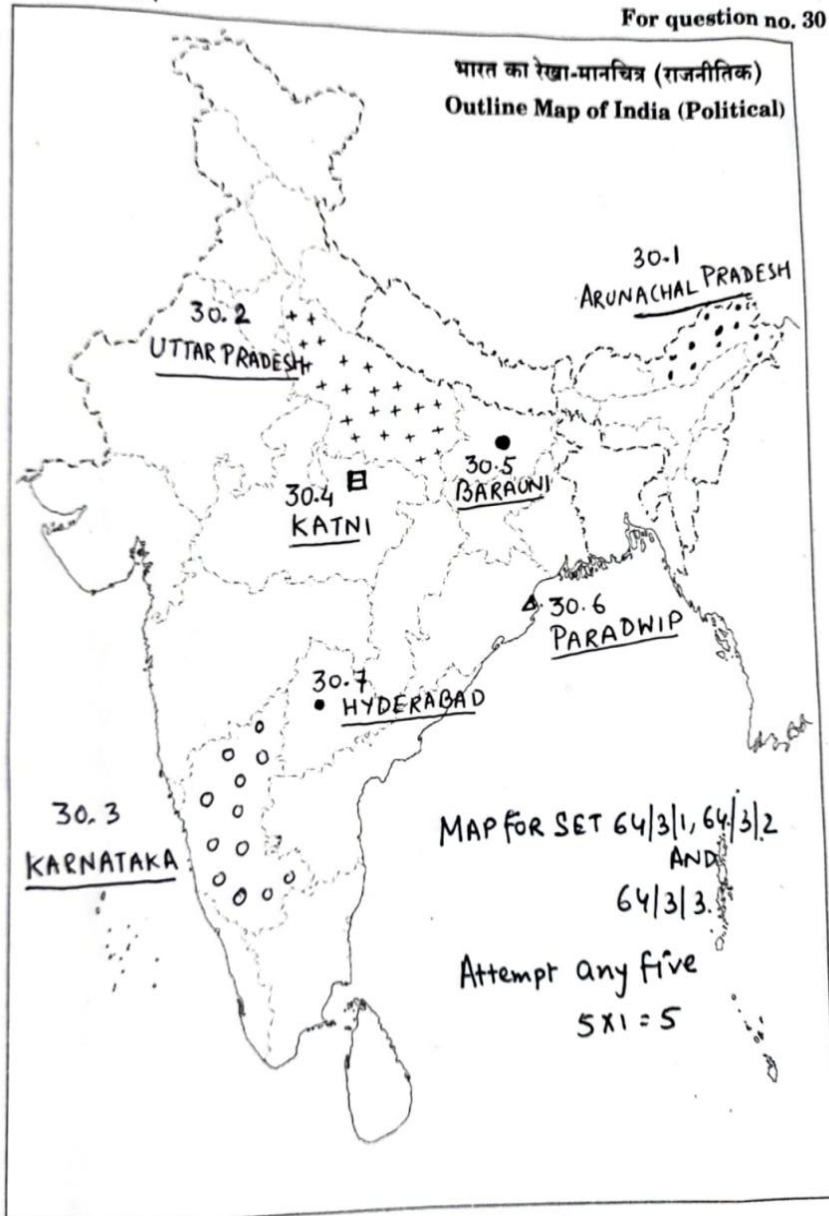 For question no. 30
भारत का रेखा-मानचित्र (राजनीतिक)
Outline Map of India (Political)
30.1
ARUNACHAL PRADESH
30.2
UTTAR PRADESH
30.5
BARAUNI
30.4
KATNI
30.6
PARADWIP
30.7
HYDERABAD
30.3
KARNATAKA
MAP FOR SET 64/3/1, 64/3/2
AND
64/3/3.
Attempt any five
5X1=5